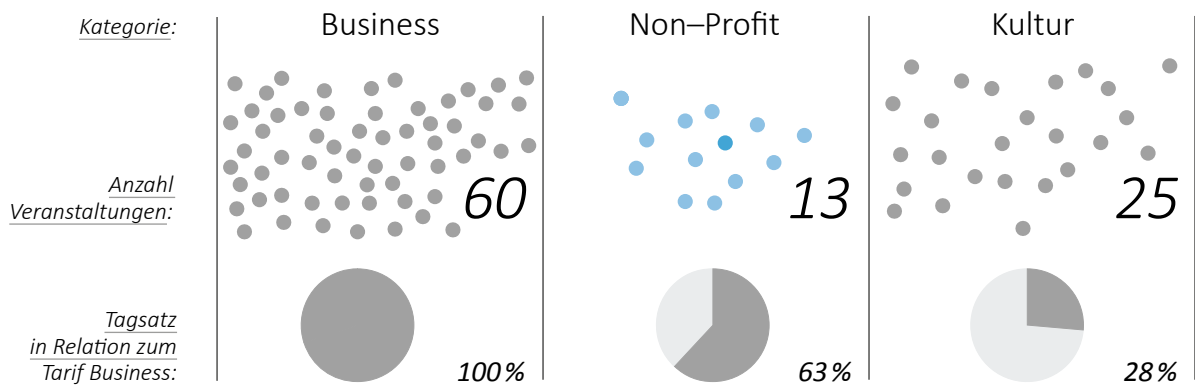 Kategorie:
Business
Non–Profit
Kultur
Anzahl
Veranstaltungen:
60
13
25
Tagsatz
in Relation zum
Tarif Business:
100%
63%
28%